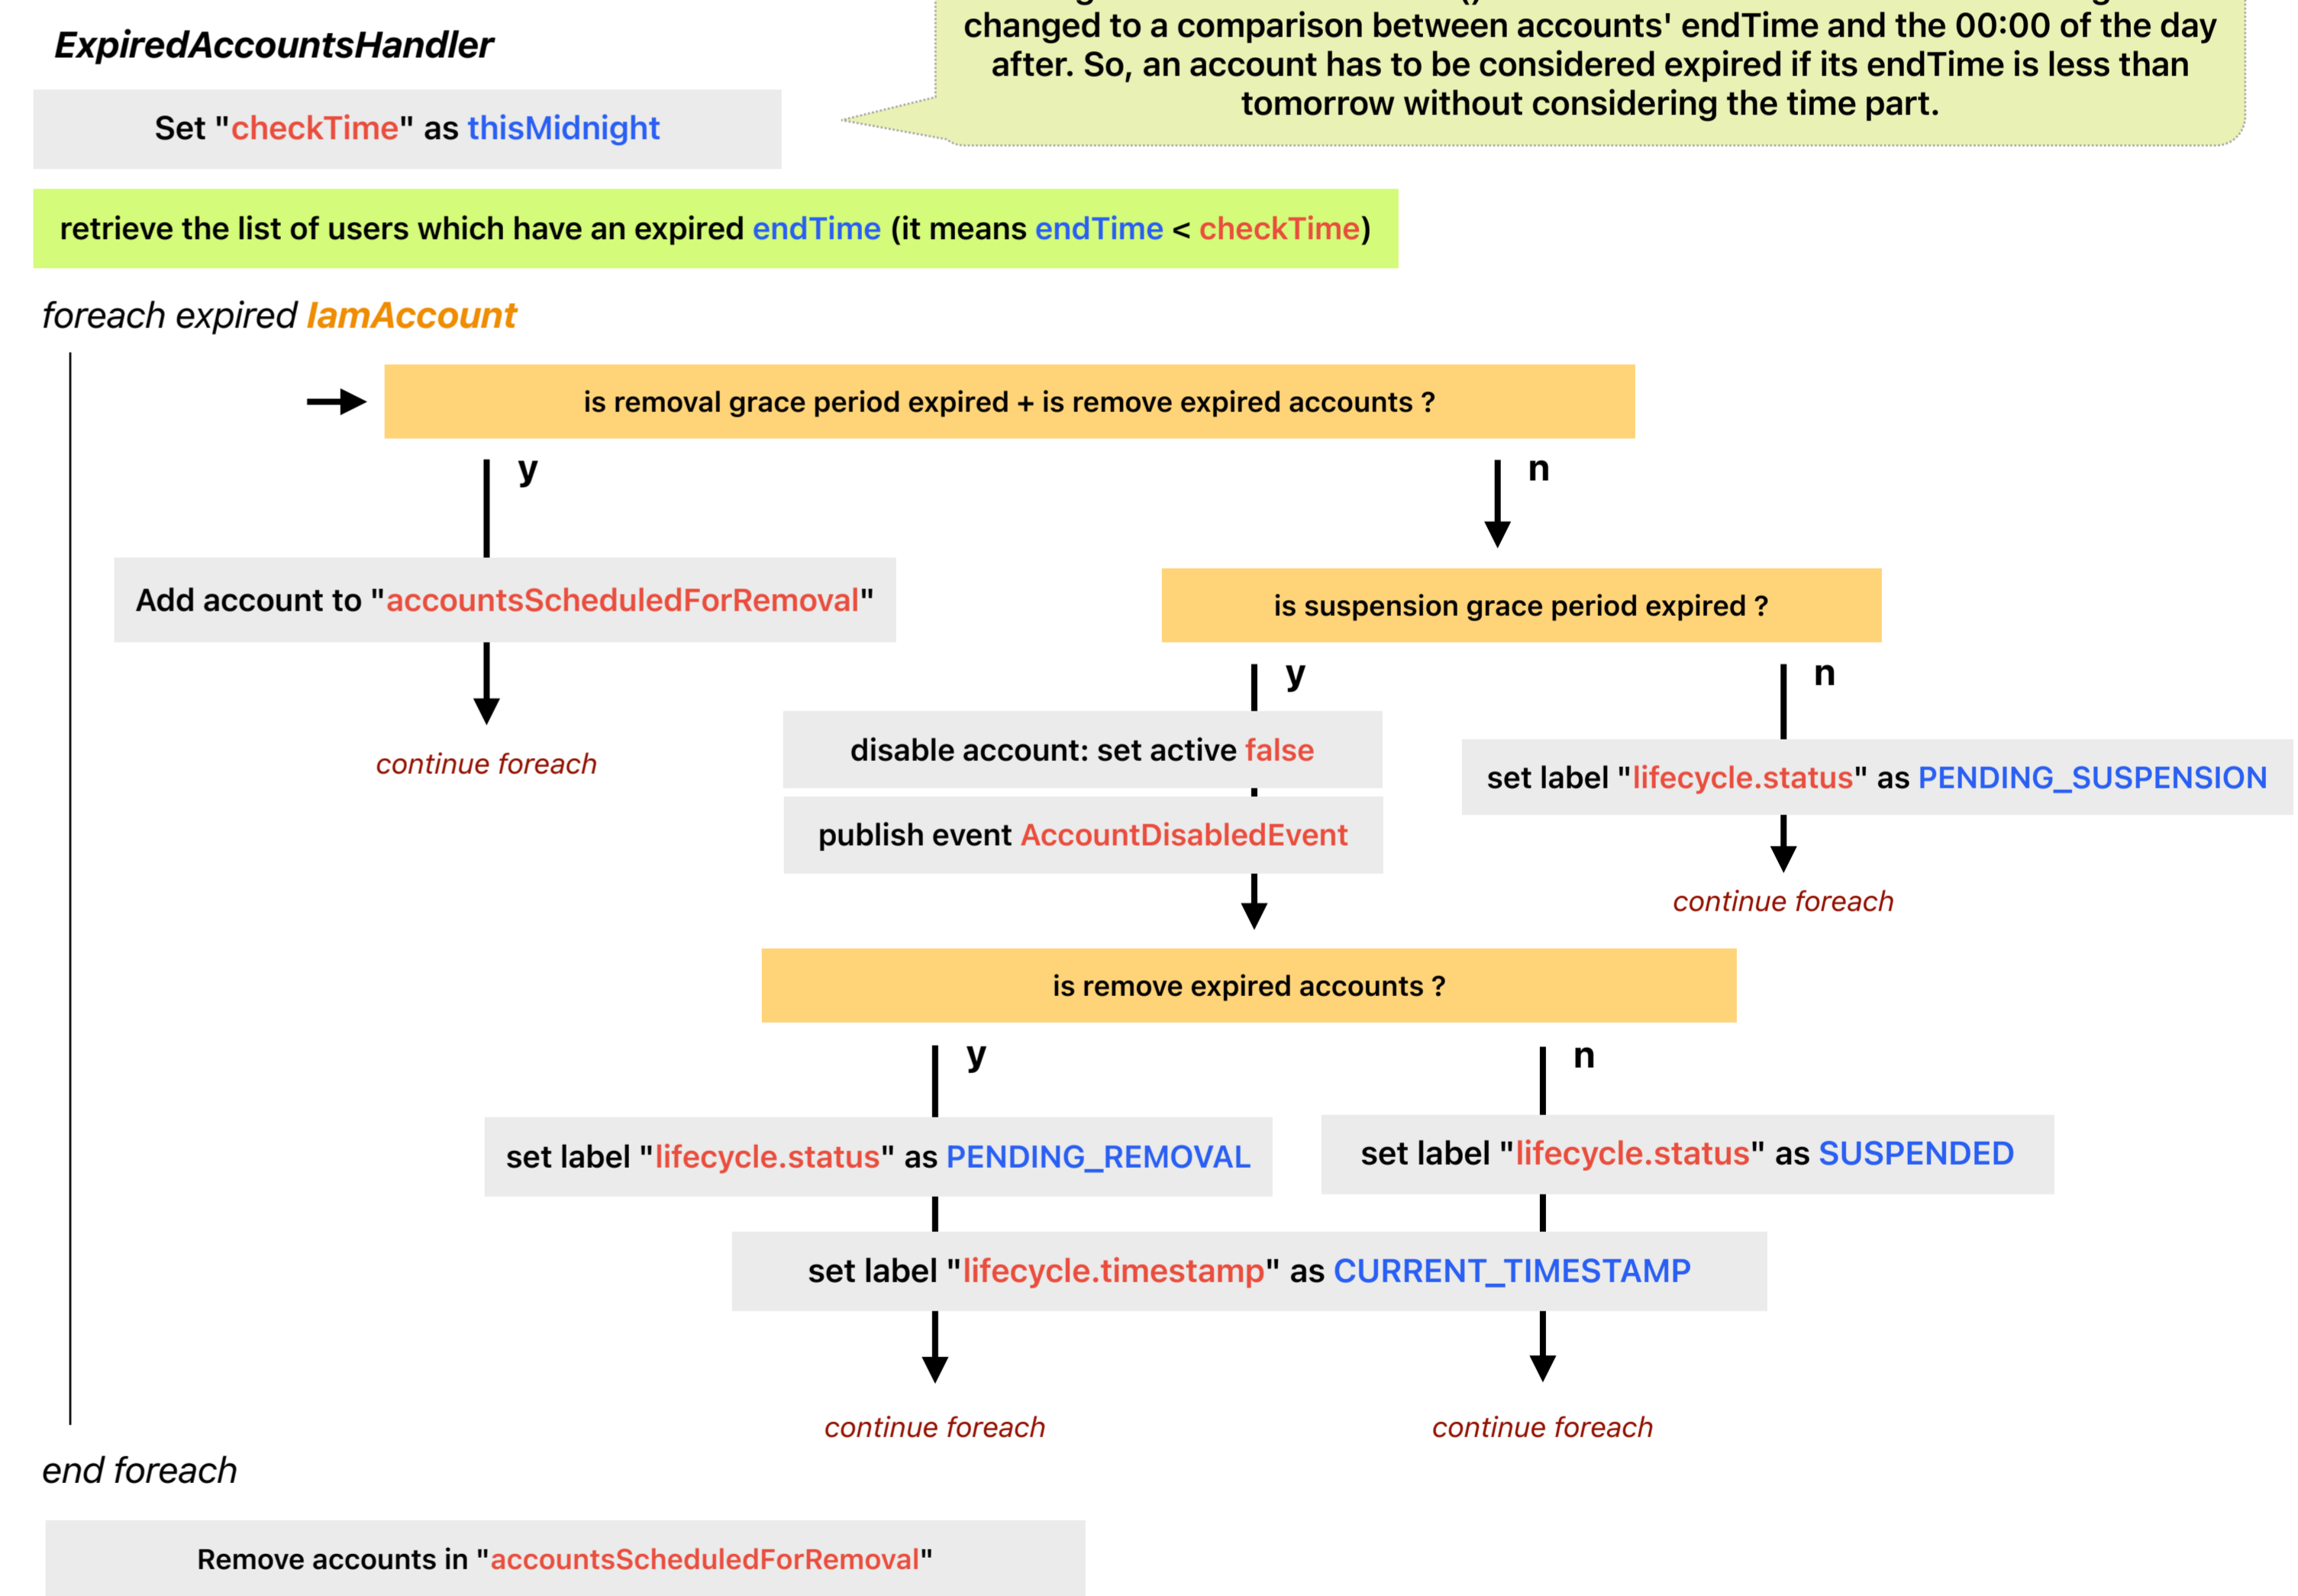 ExpiredAccountsHandler
changed to a comparison between accounts' endTime and the 00:00 of the day
after. So, an account has to be considered expired if its endTime is less than
tomorrow without considering the time part.
Set "checkTime" as thisMidnight
retrieve the list of users which have an expired endTime (it means endTime < checkTime)
foreach expired IamAccount
is removal grace period expired + is remove expired accounts ?
y
n
Add account to "accountsScheduledForRemoval"
is suspension grace period expired ?
y
n
continue foreach
disable account: set active false
set label "lifecycle.status" as PENDING_SUSPENSION
publish event AccountDisabledEvent
continue foreach
is remove expired accounts ?
y
n
set label "lifecycle.status" as PENDING_REMOVAL
set label "lifecycle.status" as SUSPENDED
set label "lifecycle.timestamp" as CURRENT_TIMESTAMP
continue foreach
continue foreach
end foreach
Remove accounts in "accountsScheduledForRemoval"